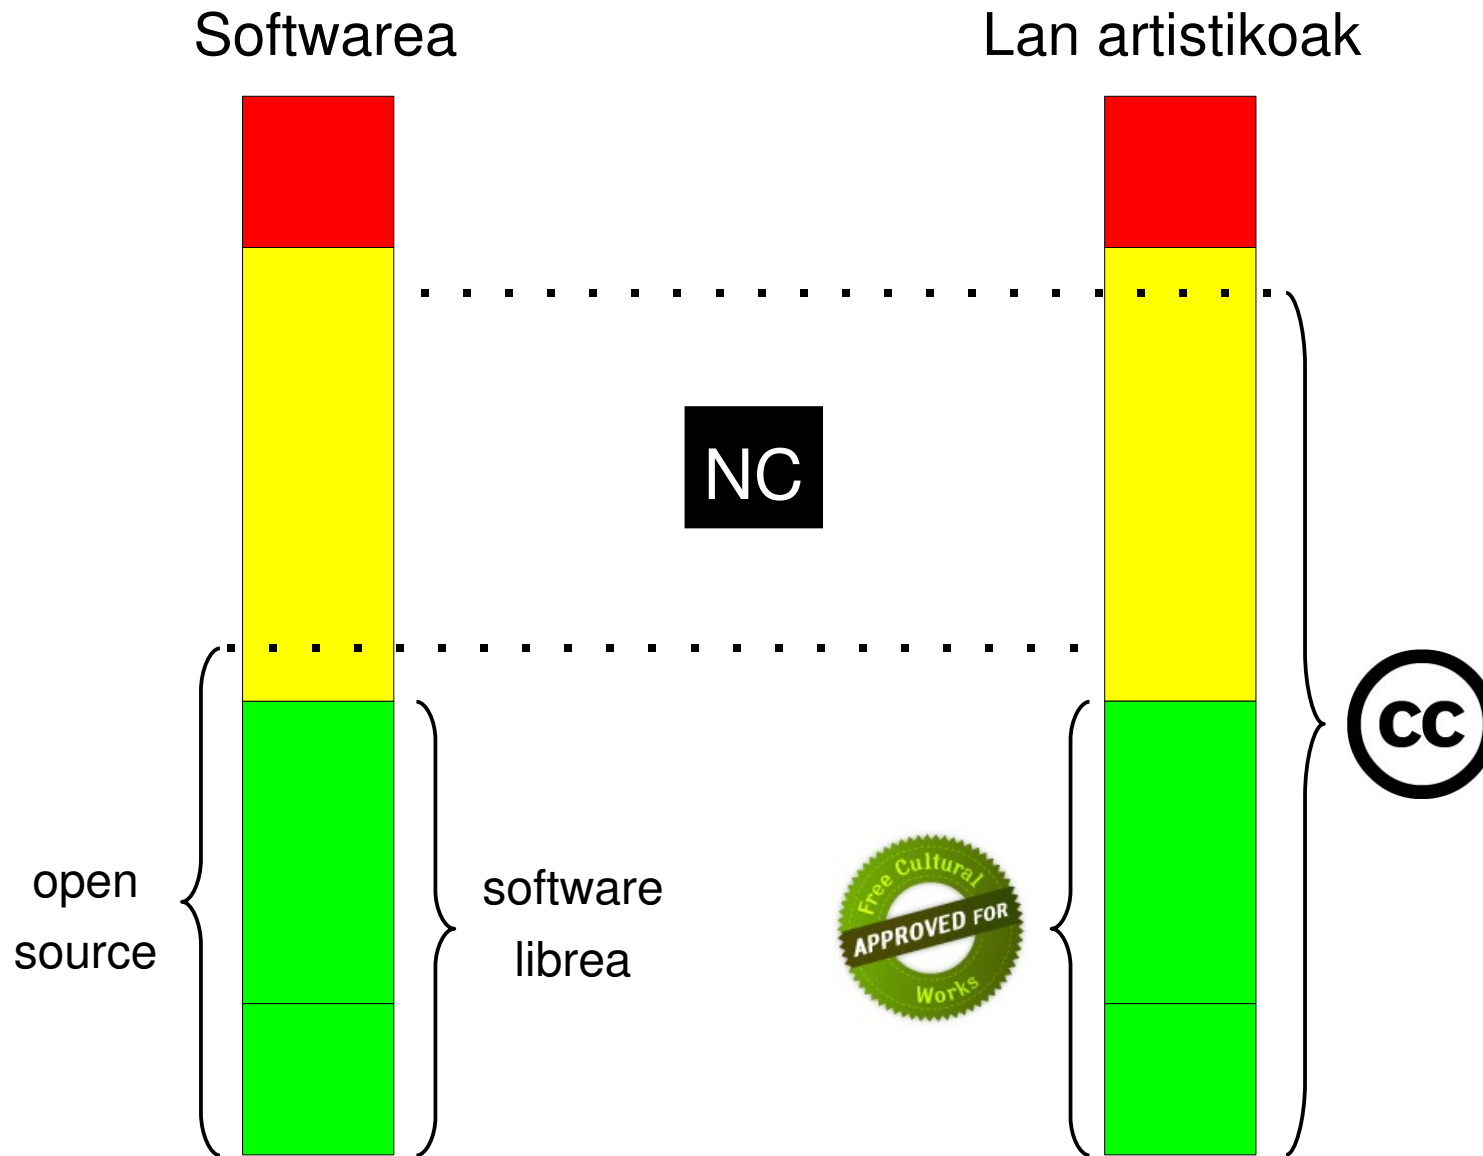 Softwarea
Lan artistikoak
NC
cc
open
source
software
librea
Free Cultural
APPROVED FOR
Works